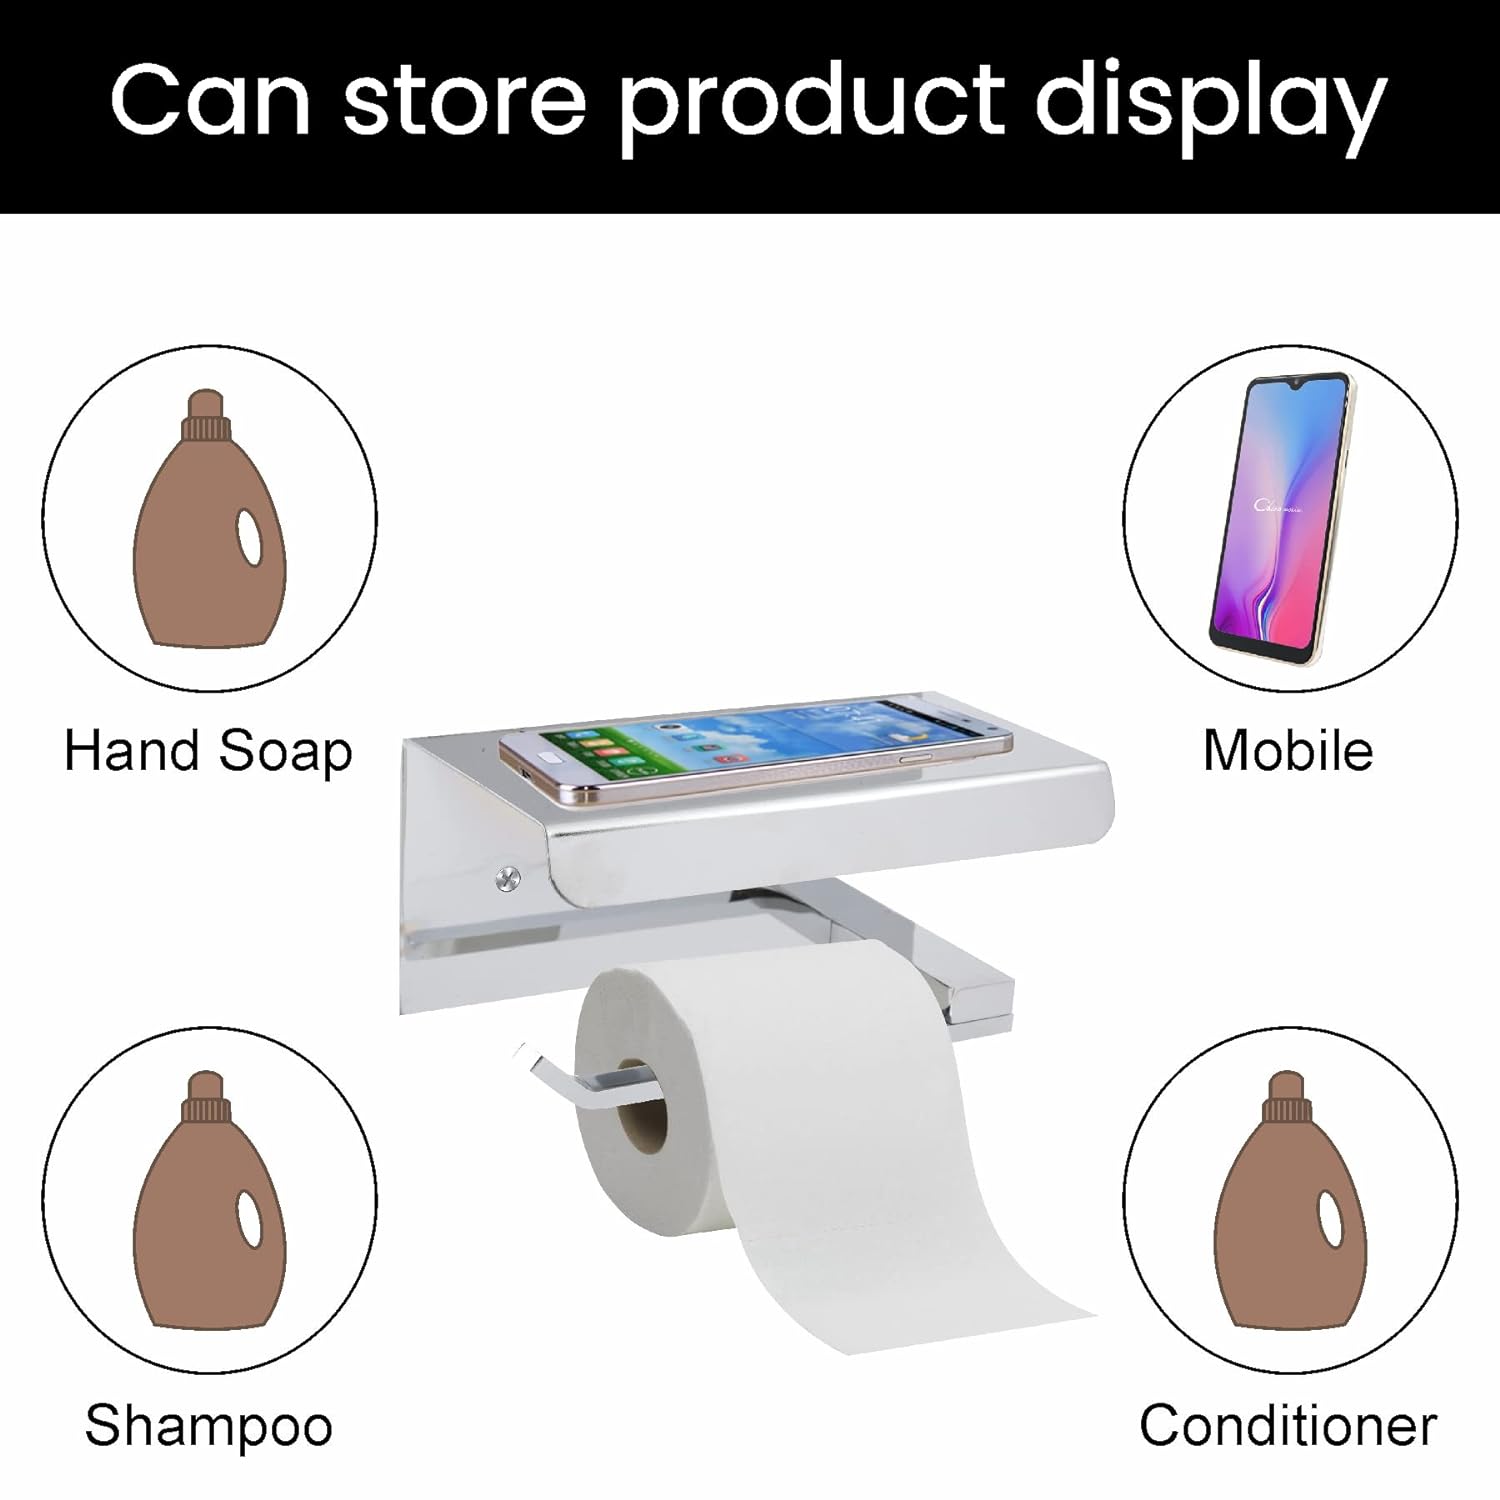 Can store product display
Hand Soap
Mobile
Shampoo
Conditioner